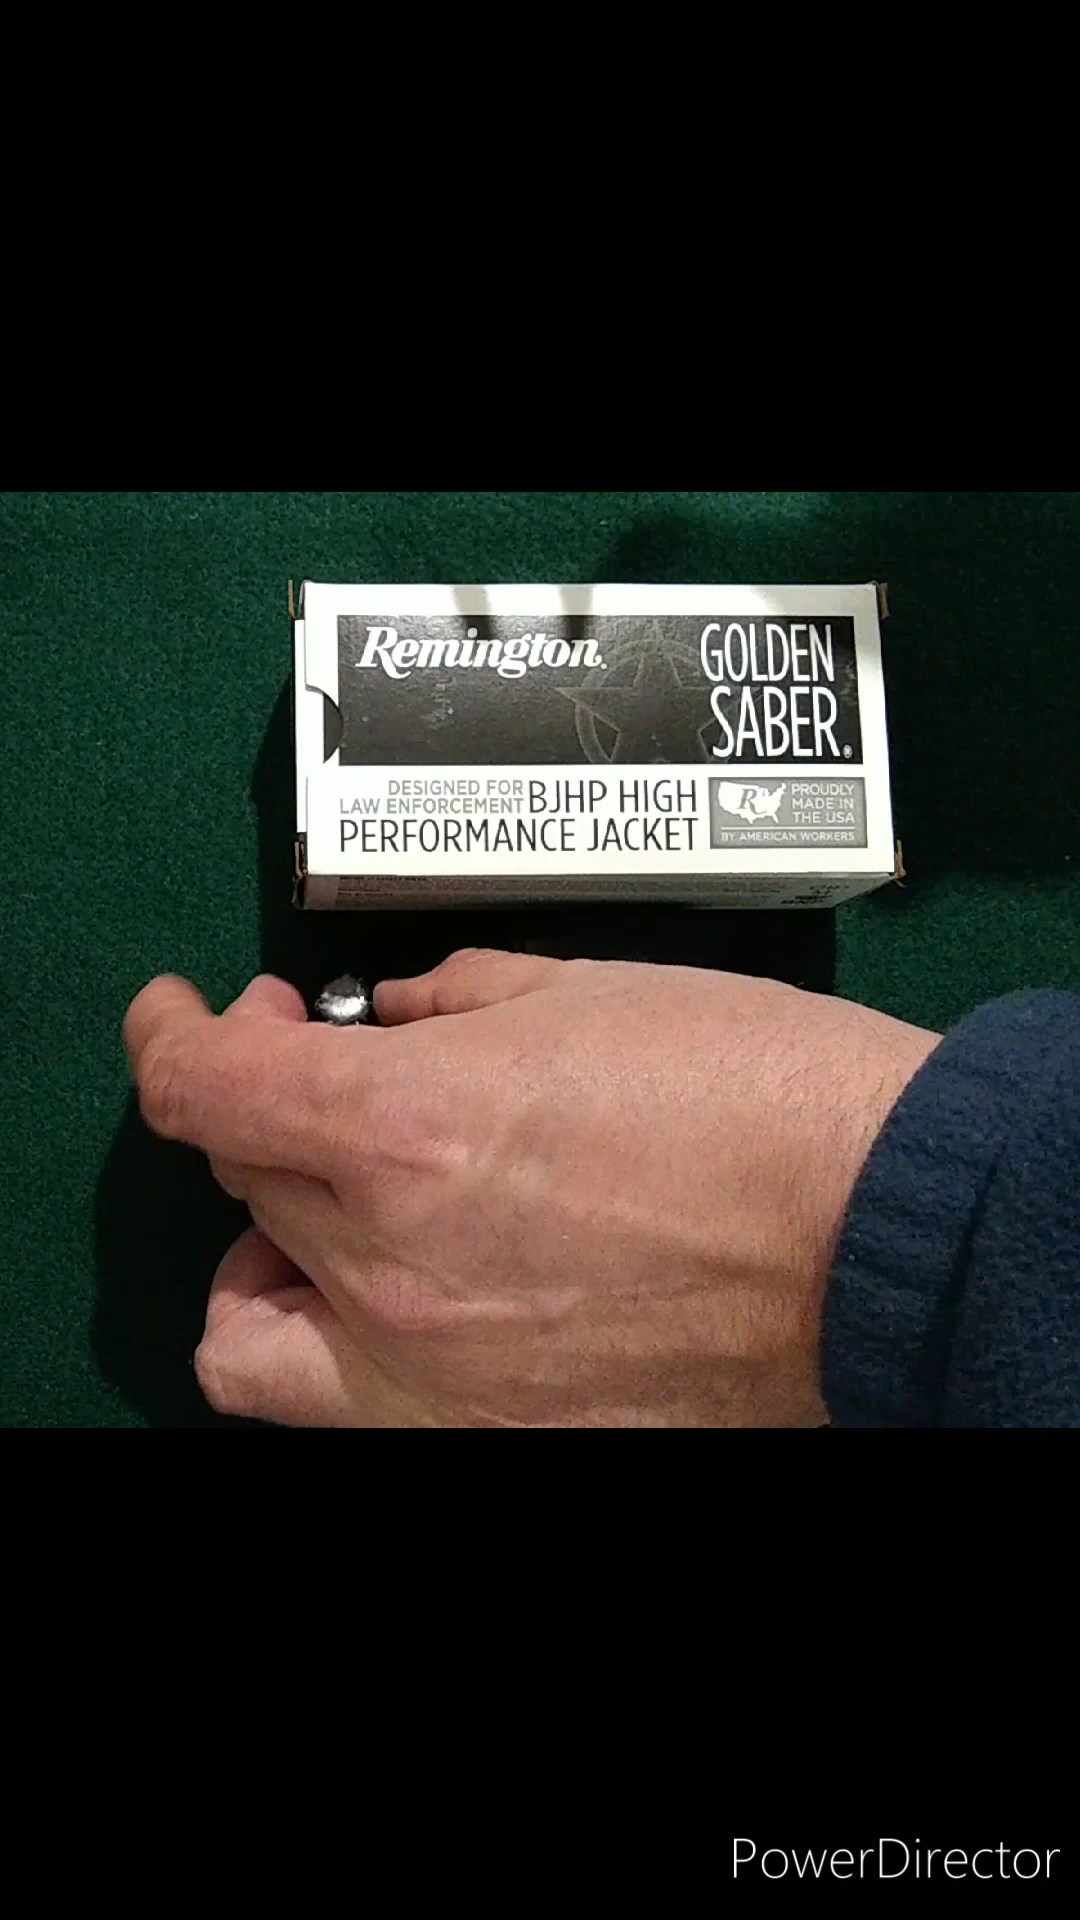 Remington.
GOLDEN
SABER®
DESIGNED FOR
LAW ENFORCEMENT BJHP HIGH
PERFORMANCE JACKET
R
PROUDLY
MADE IN
THE USA
BY AMERICAN WORKERS
PowerDirector